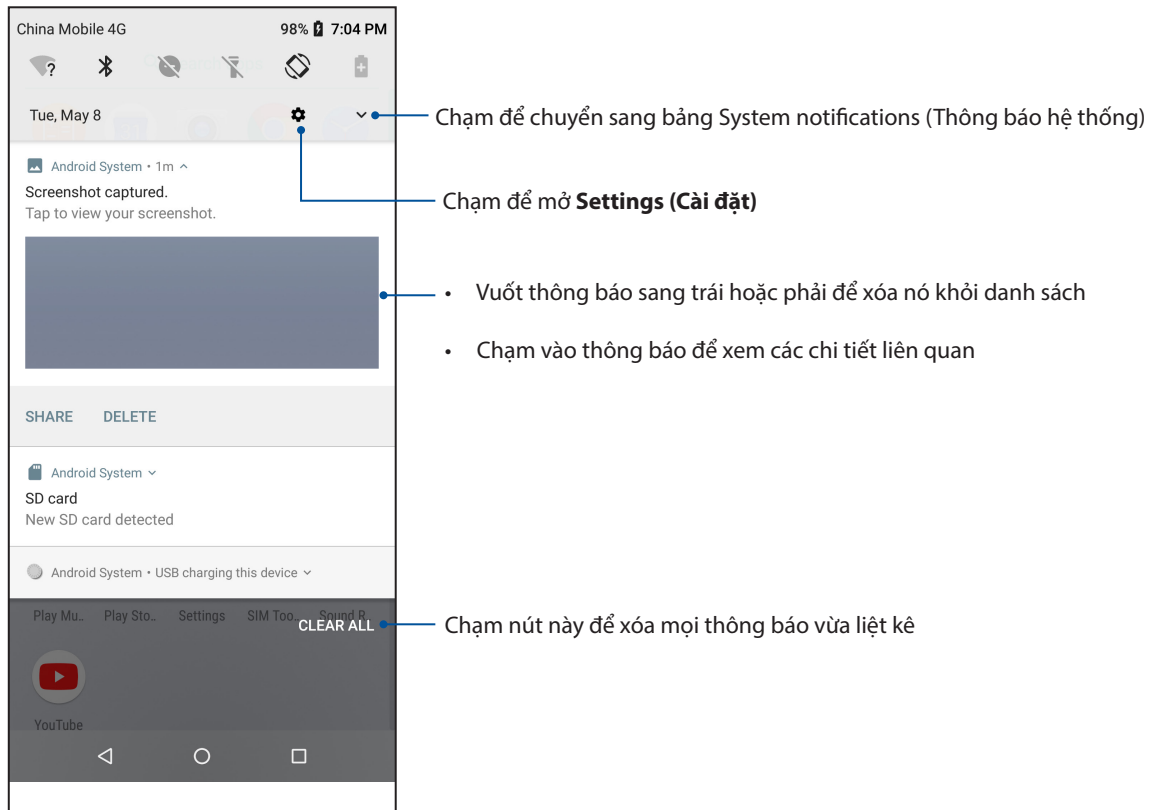 China Mobile 4G 98% 7:04 PM
?
Tue, May 8
Chạm để chuyển sang bảng System notifications (Thông báo hệ thống)
Android System • 1m
Screenshot captured.
Tap to view your screenshot.
Chạm để mở Settings (Cài đặt)
• Vuốt thông báo sang trái hoặc phải để xóa nó khỏi danh sách
• Chạm vào thông báo để xem các chi tiết liên quan
SHARE DELETE
Android System
SD card
New SD card detected
Android System • USB charging this device
Play Mu.. Play Sto.. Settings SIM Too.. Sound R..
CLEAR ALL
Chạm nút này để xóa mọi thông báo vừa liệt kê
YouTube